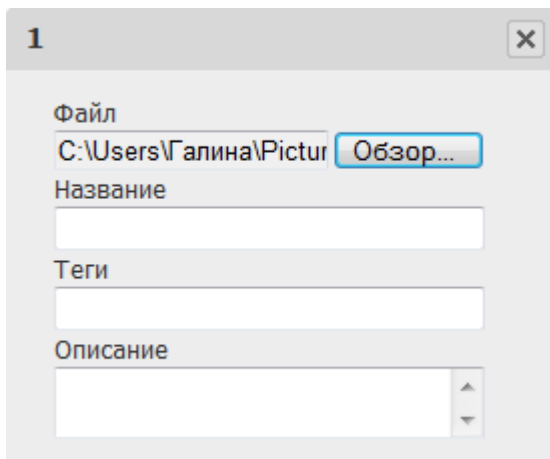 1
Файл
C:\Users\Галина\Pictur Обзор...
Название
Теги
Описание